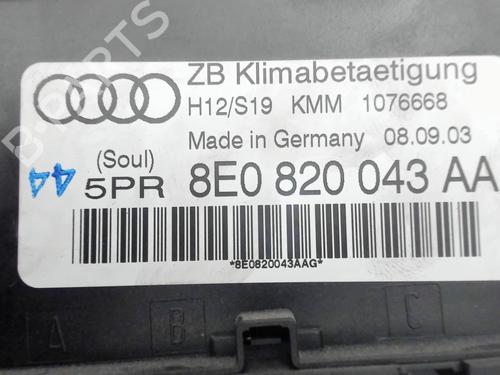 ZB Klimabetaetigung
H12/S19 KMM 1076668
Made in Germany 08.09.03
(Soul)
44 5PR 8E0 820 043 AA
*8E0820043AAG*
A B C
B-PARTS